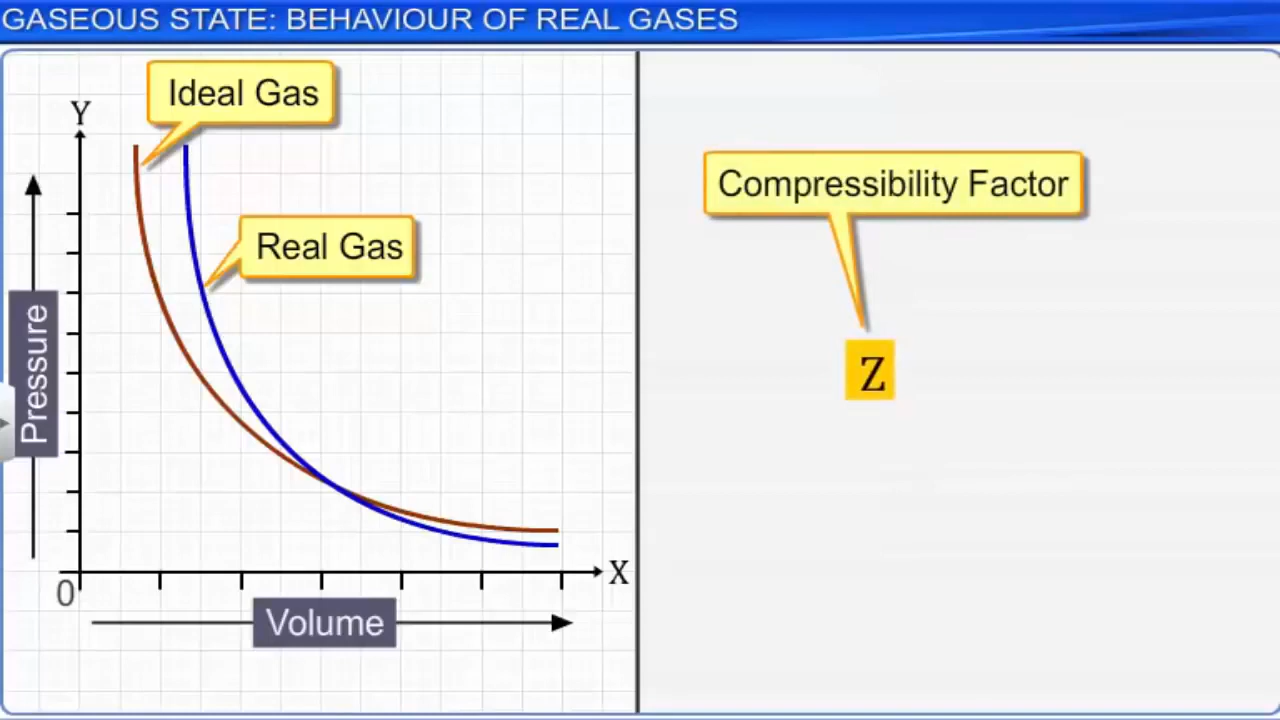 GASEOUS STATE: BEHAVIOUR OF REAL GASES
Y
Ideal Gas
Real Gas
Pressure
0
X
Volume
Compressibility Factor
Z